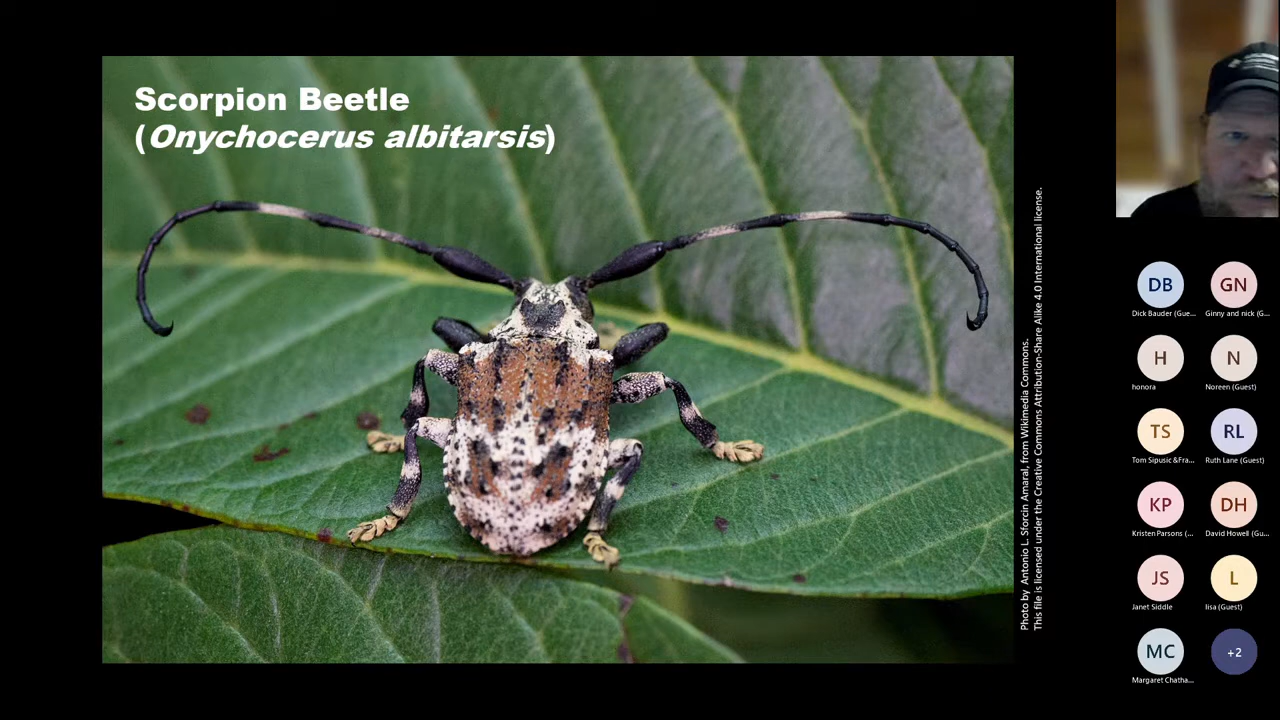 Scorpion Beetle
(Onychocerus albitarsis)
Photo by Antonio L. Sforcin Amaral, from Wikimedia Commons.
This file is licensed under the Creative Commons Attribution-Share Alike 4.0 International license.
DB
GN
Dick Bauder (Gue...
Ginny and nick (G...
H
N
honora
Noreen (Guest)
TS
RL
Tom Sipusic &Fra...
Ruth Lane (Guest)
KP
DH
Kristen Parsons (...
David Howell (Gu...
JS
L
Janet Siddle
lisa (Guest)
MC
+2
Margaret Chatha...